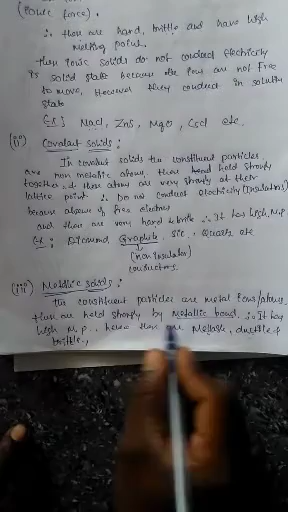 (Ionic force).
∴ they are hard, brittle and have high
melting point.
They ionic solids do not conduct electricity
is solid state because the ions are not free
to move, However they conduct in solution
state
Ex: Nacl, ZnS, MgO, Cscl etc.
(ii) Covalent solids :
In covalent solids the constituent particles
are non metallic atoms. these held strongly
together & then atoms are very strongly at their
lattice point ∴ Do not conduct electricity (Insulators)
because absence of free electrons
and they are very hard & brittle ∴ It has high M.P
Ex : Diamond, Graphite, Sic, Quartz etc
(non insulator)
conductors.
(iii) Metallic solids :
The constituent particles are metal ions/atoms.
they are held strongly by metallic bond. ∴ It has
high M.P., hence they are Melleable, ductile &
brittle.,